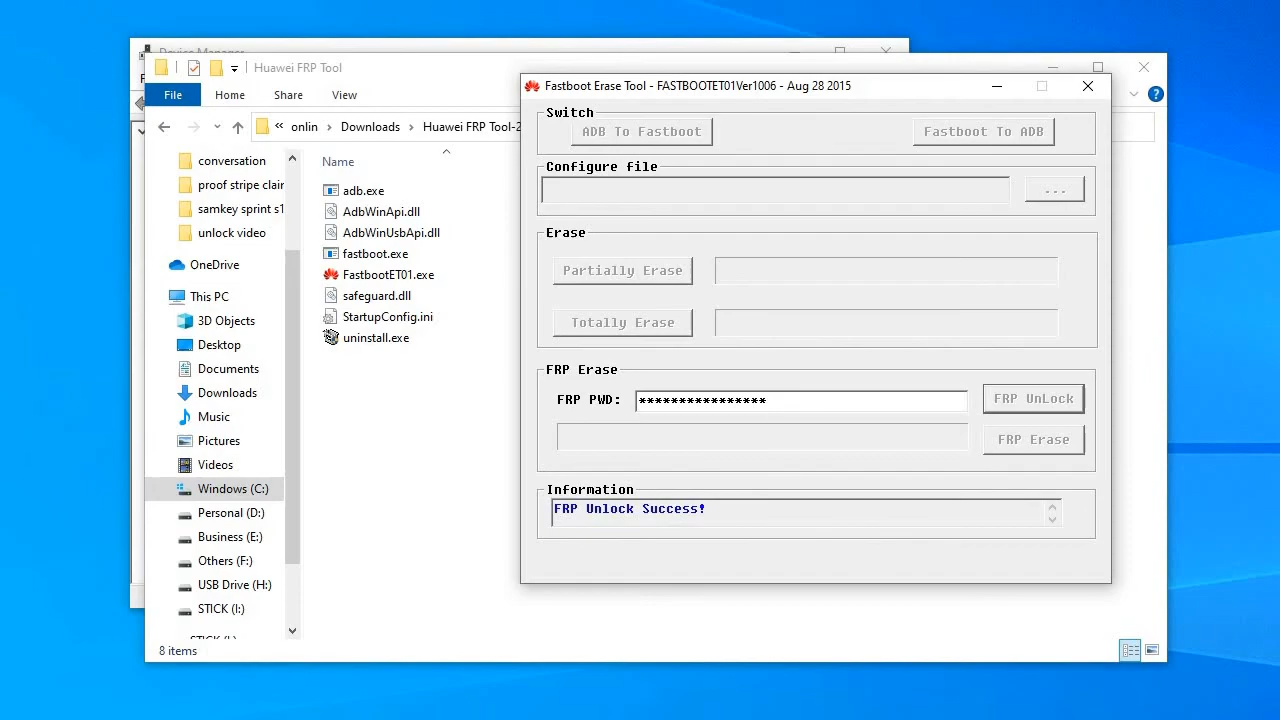 Device Manager
Huawei FRP Tool
File
Home
Share
View
« onlin > Downloads > Huawei FRP Tool-2
conversation
proof stripe clair
samkey sprint s1
unlock video
OneDrive
This PC
3D Objects
Desktop
Documents
Downloads
Music
Pictures
Videos
Windows (C:)
Personal (D:)
Business (E:)
Others (F:)
USB Drive (H:)
STICK (I:)
Name
adb.exe
AdbWinApi.dll
AdbWinUsbApi.dll
fastboot.exe
FastbootET01.exe
safeguard.dll
StartupConfig.ini
uninstall.exe
8 items
Fastboot Erase Tool - FASTBOOTET01Ver1006 - Aug 28 2015
Switch
ADB To Fastboot
Fastboot To ADB
Configure file
...
Erase
Partially Erase
Totally Erase
FRP Erase
FRP PWD: ****************
FRP UnLock
FRP Erase
Information
FRP Unlock Success!